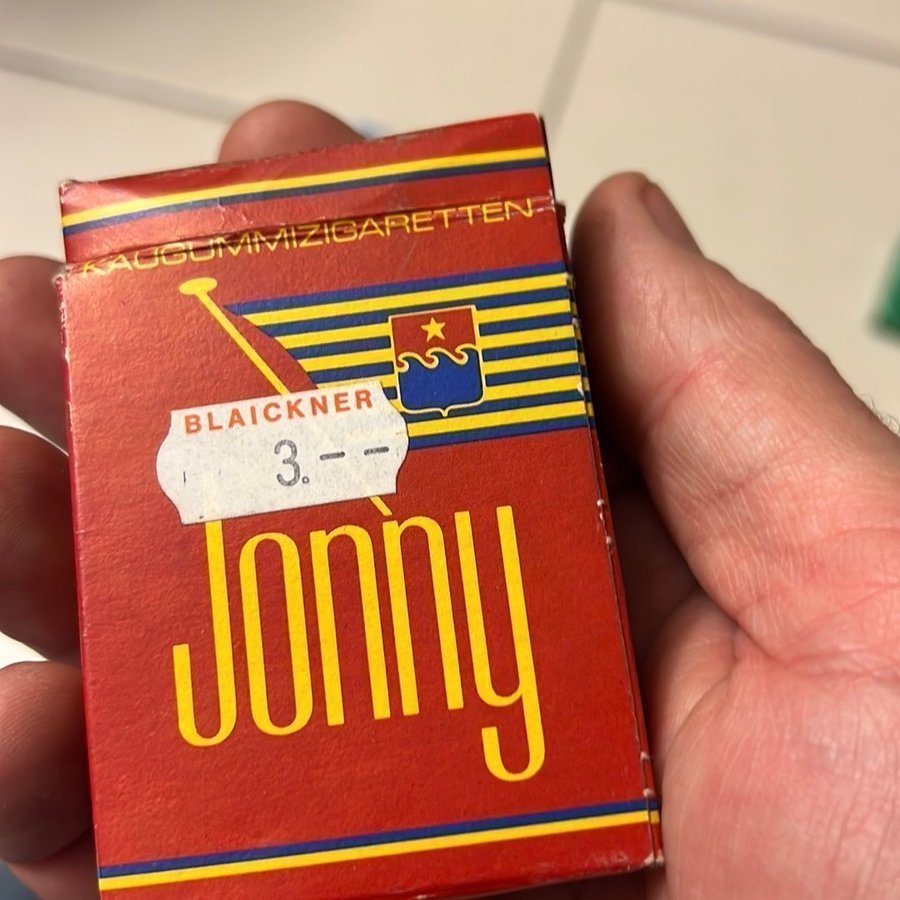 KAUGUMMIZIGARETTEN
BLAICKNER
3.--
Jonny